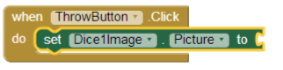 when ThrowButton .Click
do set Dice1Image . Picture to